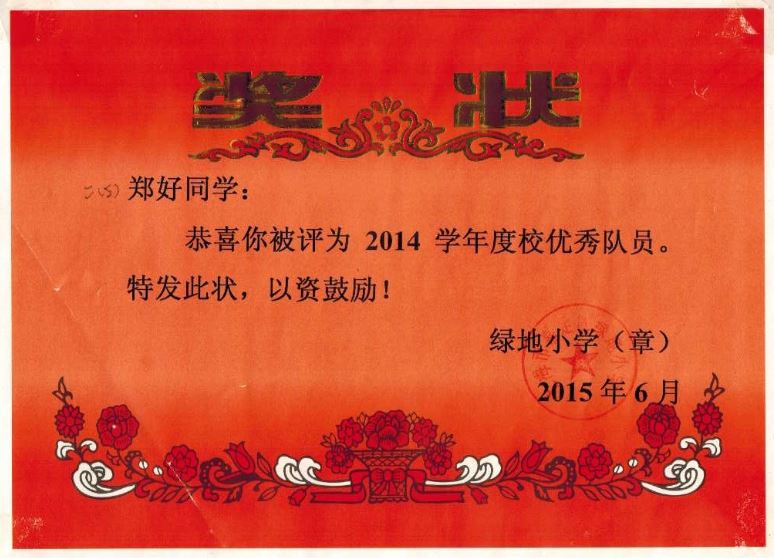 奖 状
二(5) 郑好同学：
恭喜你被评为 2014 学年度校优秀队员。
特发此状，以资鼓励！
绿地小学（章）
2015 年 6 月